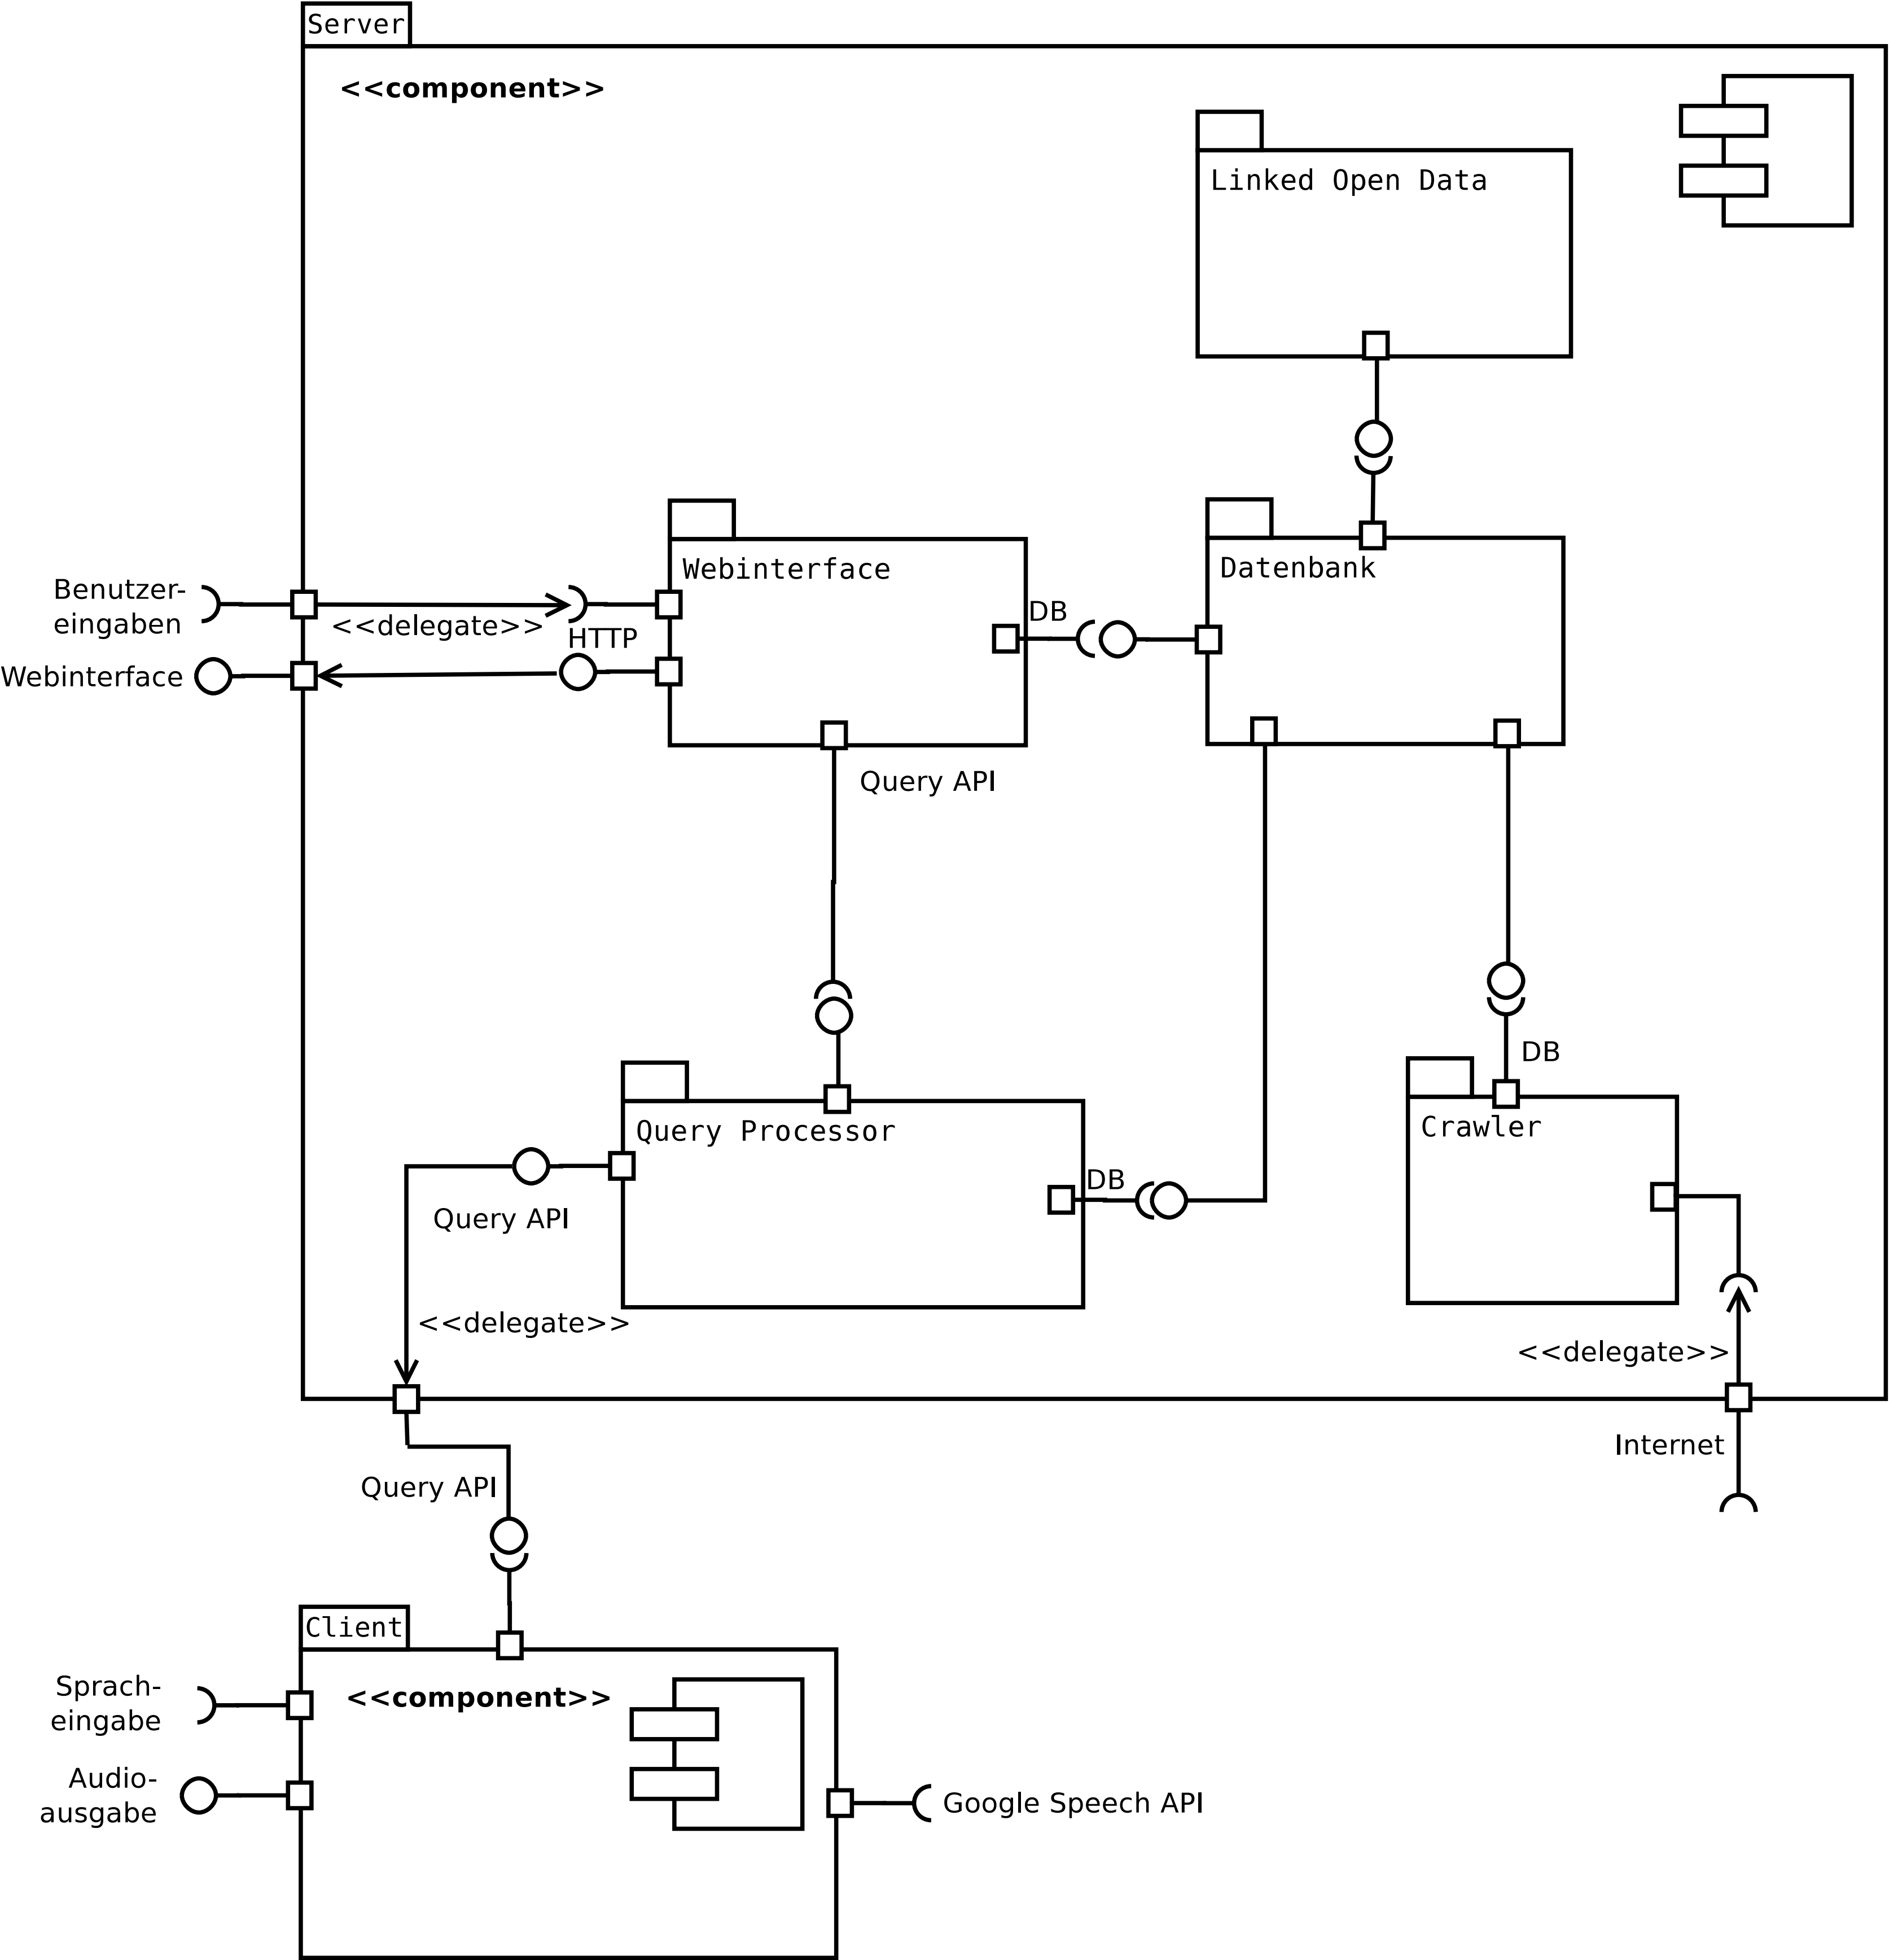 Server
<<component>>
Linked Open Data
Webinterface
Datenbank
Benutzer-
eingaben
<<delegate>>
HTTP
DB
Webinterface
Query API
DB
Crawler
Query Processor
DB
Query API
<<delegate>>
<<delegate>>
Internet
Query API
Client
<<component>>
Sprach-
eingabe
Audio-
ausgabe
Google Speech API